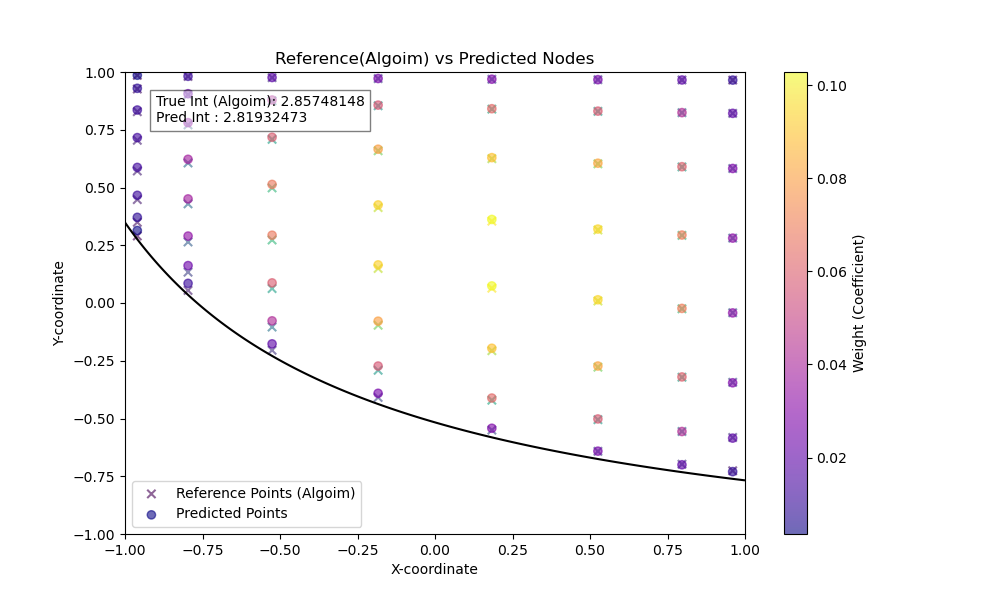 Reference(Algoim) vs Predicted Nodes
True Int (Algoim): 2.85748148
Pred Int : 2.81932473
1.00
0.75
0.50
0.25
0.00
−0.25
−0.50
−0.75
−1.00
Y-coordinate
Reference Points (Algoim)
Predicted Points
−1.00 −0.75 −0.50 −0.25 0.00 0.25 0.50 0.75 1.00
X-coordinate
0.10
0.08
0.06
0.04
0.02
Weight (Coefficient)